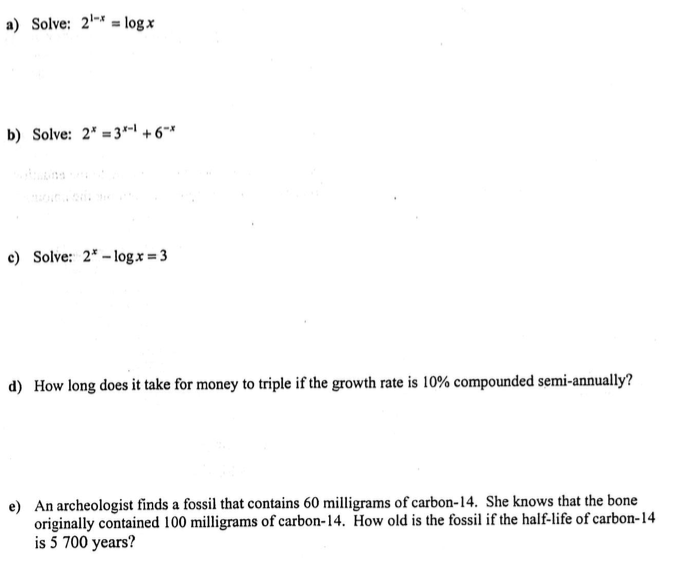 a) Solve: 2^{1-x} = log x
b) Solve: 2^x = 3^{x-1} + 6^{-x}
c) Solve: 2^x – log x = 3
d) How long does it take for money to triple if the growth rate is 10% compounded semi-annually?
e) An archeologist finds a fossil that contains 60 milligrams of carbon-14. She knows that the bone
originally contained 100 milligrams of carbon-14. How old is the fossil if the half-life of carbon-14
is 5 700 years?